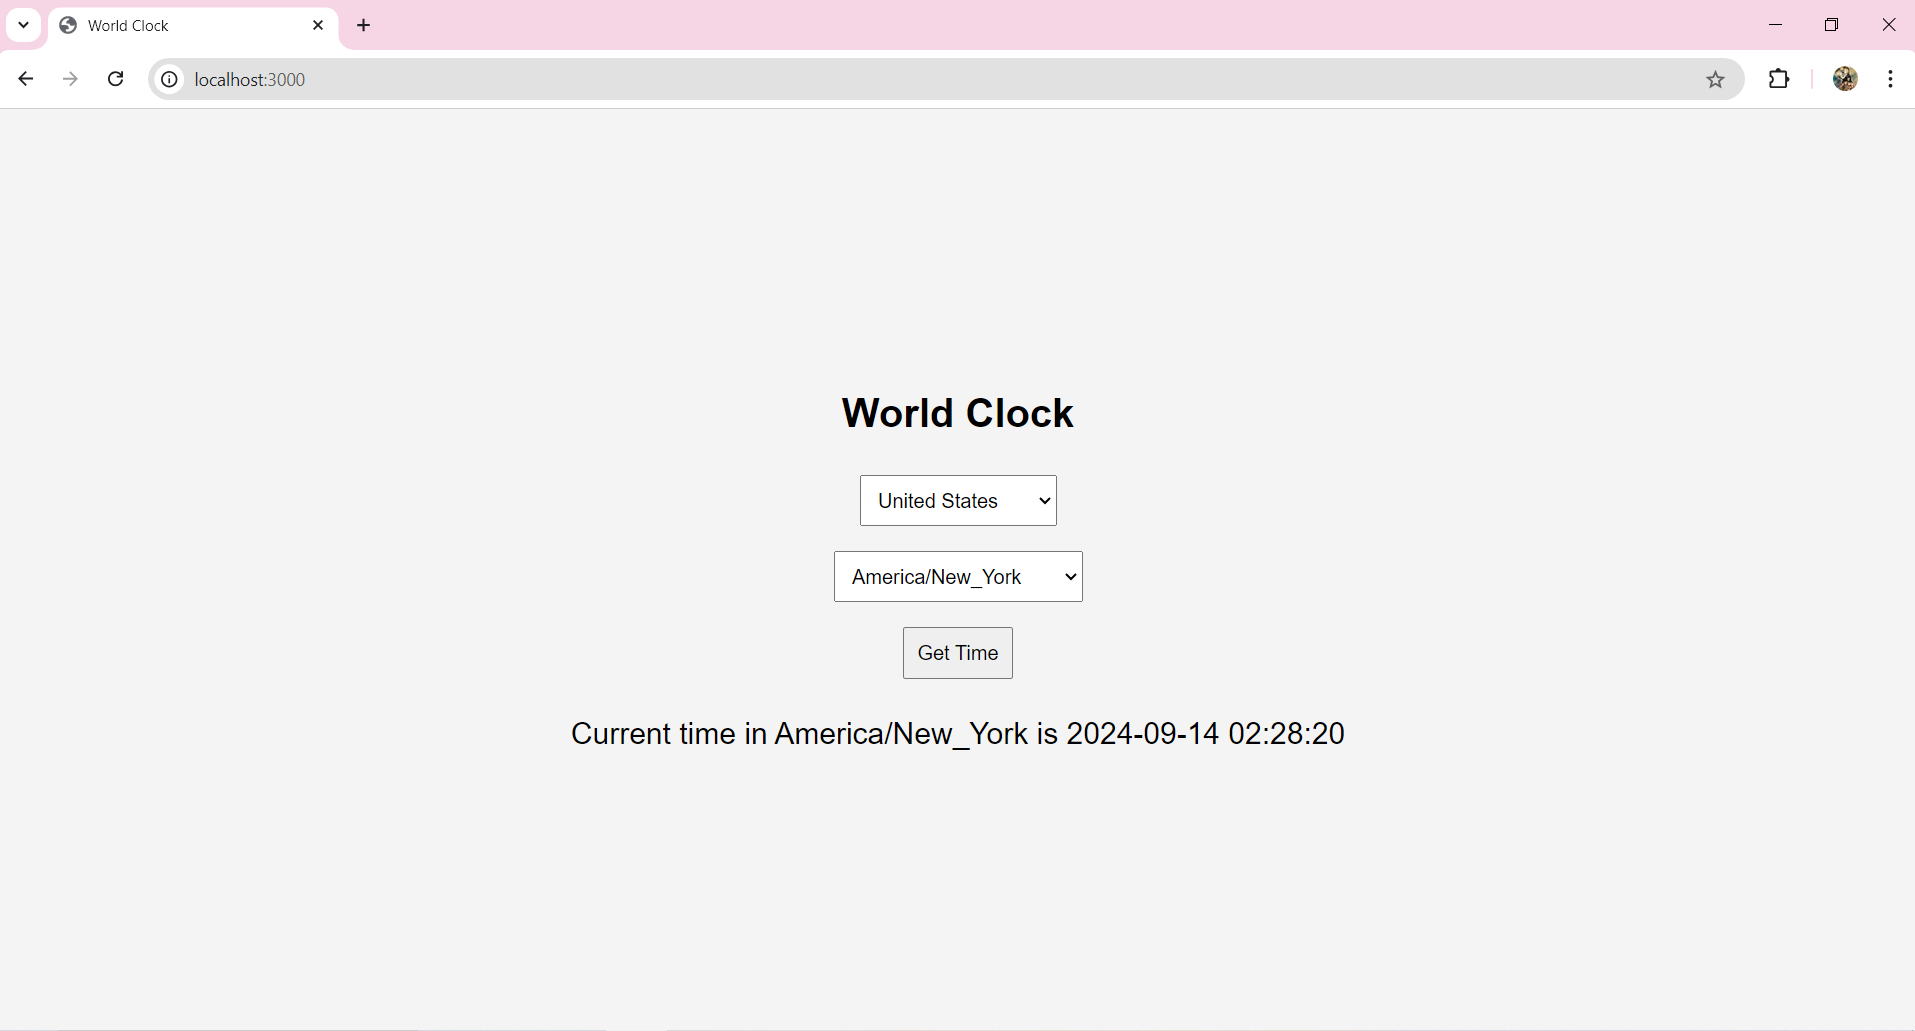 World Clock
localhost:3000
World Clock
United States
America/New_York
Get Time
Current time in America/New_York is 2024-09-14 02:28:20